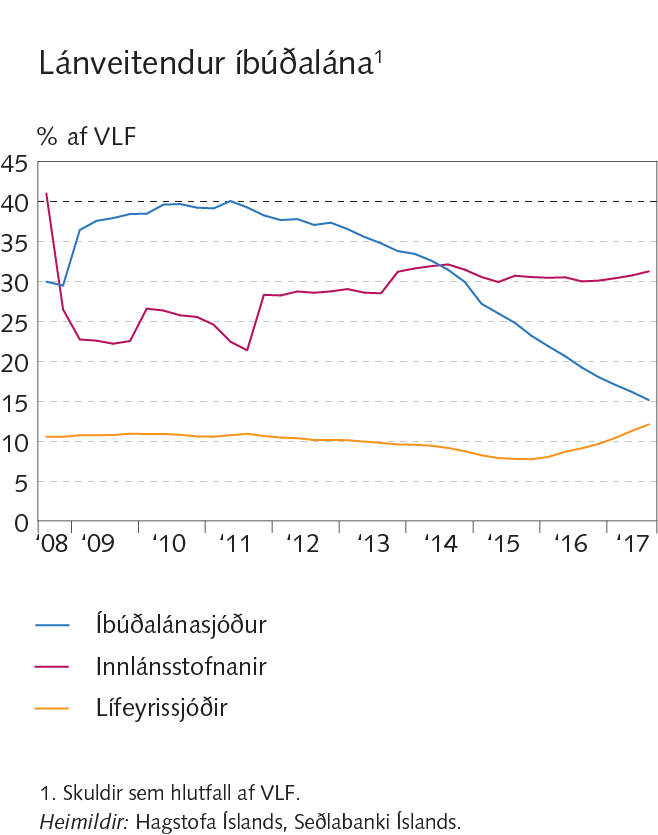 Lánveitendur íbúðalána¹
% af VLF
45
40
35
30
25
20
15
10
5
0
‘08 ‘09 ‘10 ‘11 ‘12 ‘13 ‘14 ‘15 ‘16 ‘17
Íbúðalánasjóður
Innlánsstofnanir
Lífeyrissjóðir
1. Skuldir sem hlutfall af VLF.
Heimildir: Hagstofa Íslands, Seðlabanki Íslands.